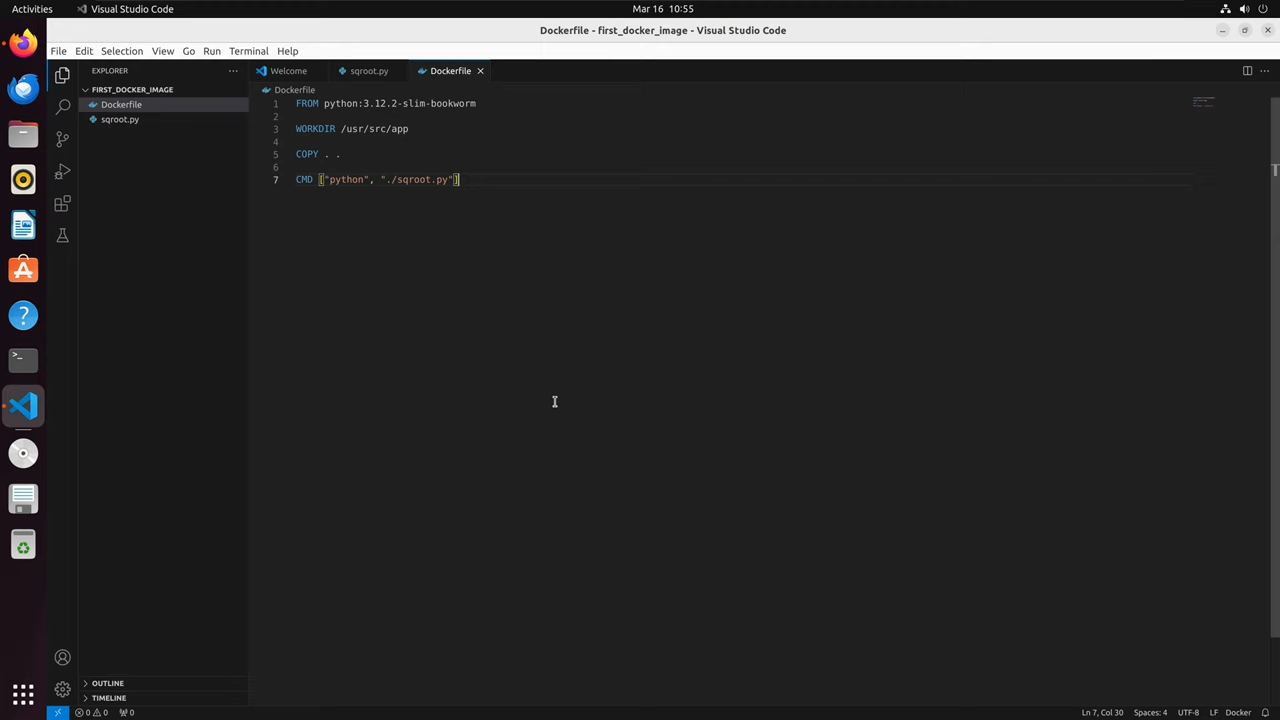 Activities
Visual Studio Code
Mar 16 10:55
Dockerfile - first_docker_image - Visual Studio Code
File Edit Selection View Go Run Terminal Help
EXPLORER
Welcome
sqroot.py
Dockerfile
FIRST_DOCKER_IMAGE
Dockerfile
sqroot.py
Dockerfile
1 FROM python:3.12.2-slim-bookworm
2
3 WORKDIR /usr/src/app
4
5 COPY . .
6
7 CMD ["python", "./sqroot.py"]
OUTLINE
TIMELINE
0 0 0
Ln 7, Col 30 Spaces: 4 UTF-8 LF Docker